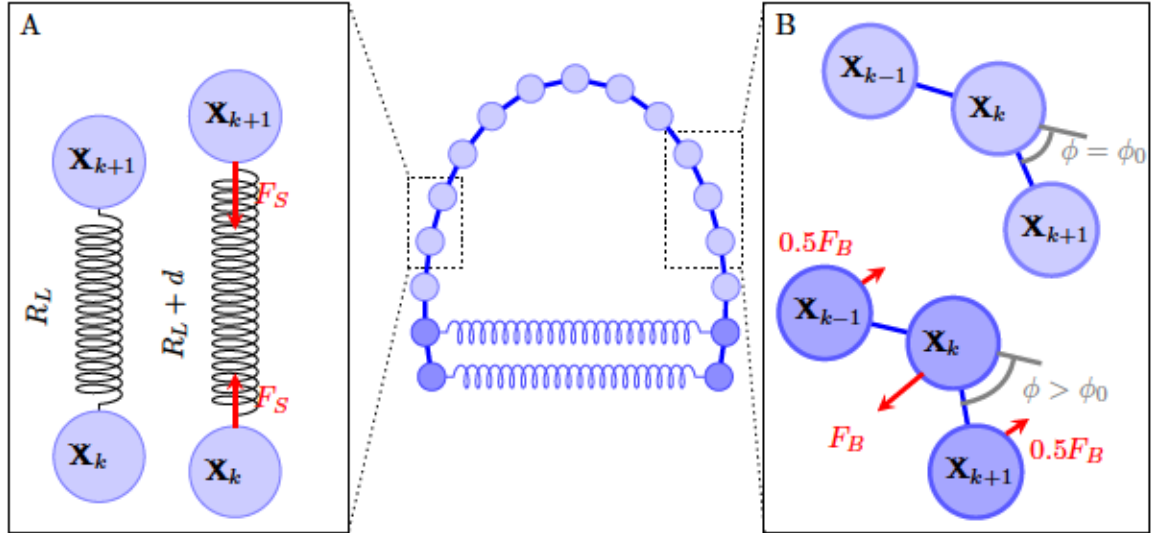 A
X_{k+1}
X_k
R_L
X_{k+1}
F_S
R_L + d
F_S
X_k
B
X_{k-1}
X_k
ϕ = ϕ_0
X_{k+1}
0.5F_B
X_{k-1}
X_k
ϕ > ϕ_0
F_B
X_{k+1}
0.5F_B